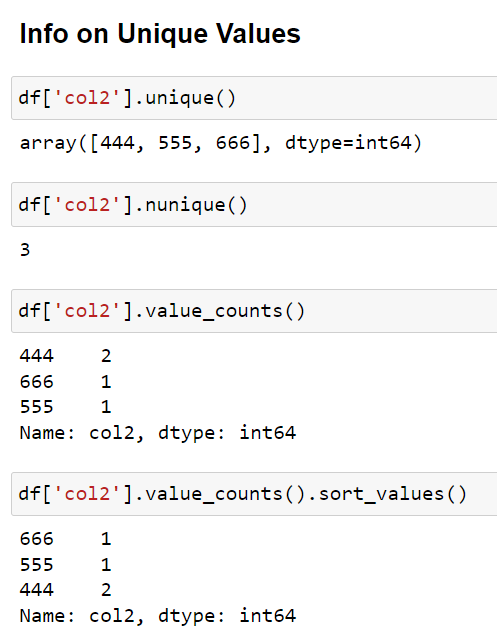 Info on Unique Values
df['col2'].unique()
array([444, 555, 666], dtype=int64)
df['col2'].nunique()
3
df['col2'].value_counts()
444    2
666    1
555    1
Name: col2, dtype: int64
df['col2'].value_counts().sort_values()
666    1
555    1
444    2
Name: col2, dtype: int64